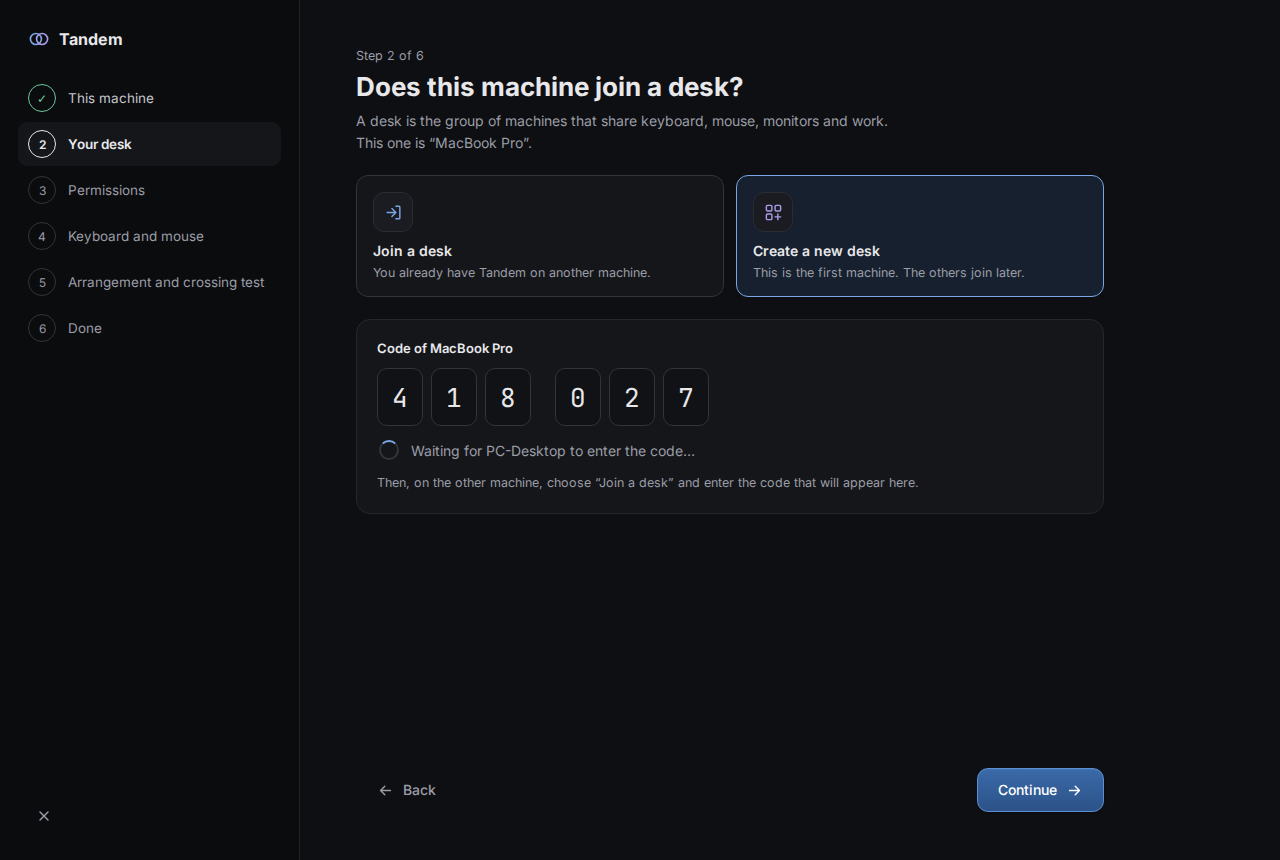 Tandem
✓ This machine
2 Your desk
3 Permissions
4 Keyboard and mouse
5 Arrangement and crossing test
6 Done
Step 2 of 6
Does this machine join a desk?
A desk is the group of machines that share keyboard, mouse, monitors and work.
This one is “MacBook Pro”.
Join a desk
You already have Tandem on another machine.
Create a new desk
This is the first machine. The others join later.
Code of MacBook Pro
4 1 8 0 2 7
Waiting for PC-Desktop to enter the code...
Then, on the other machine, choose “Join a desk” and enter the code that will appear here.
← Back
Continue →